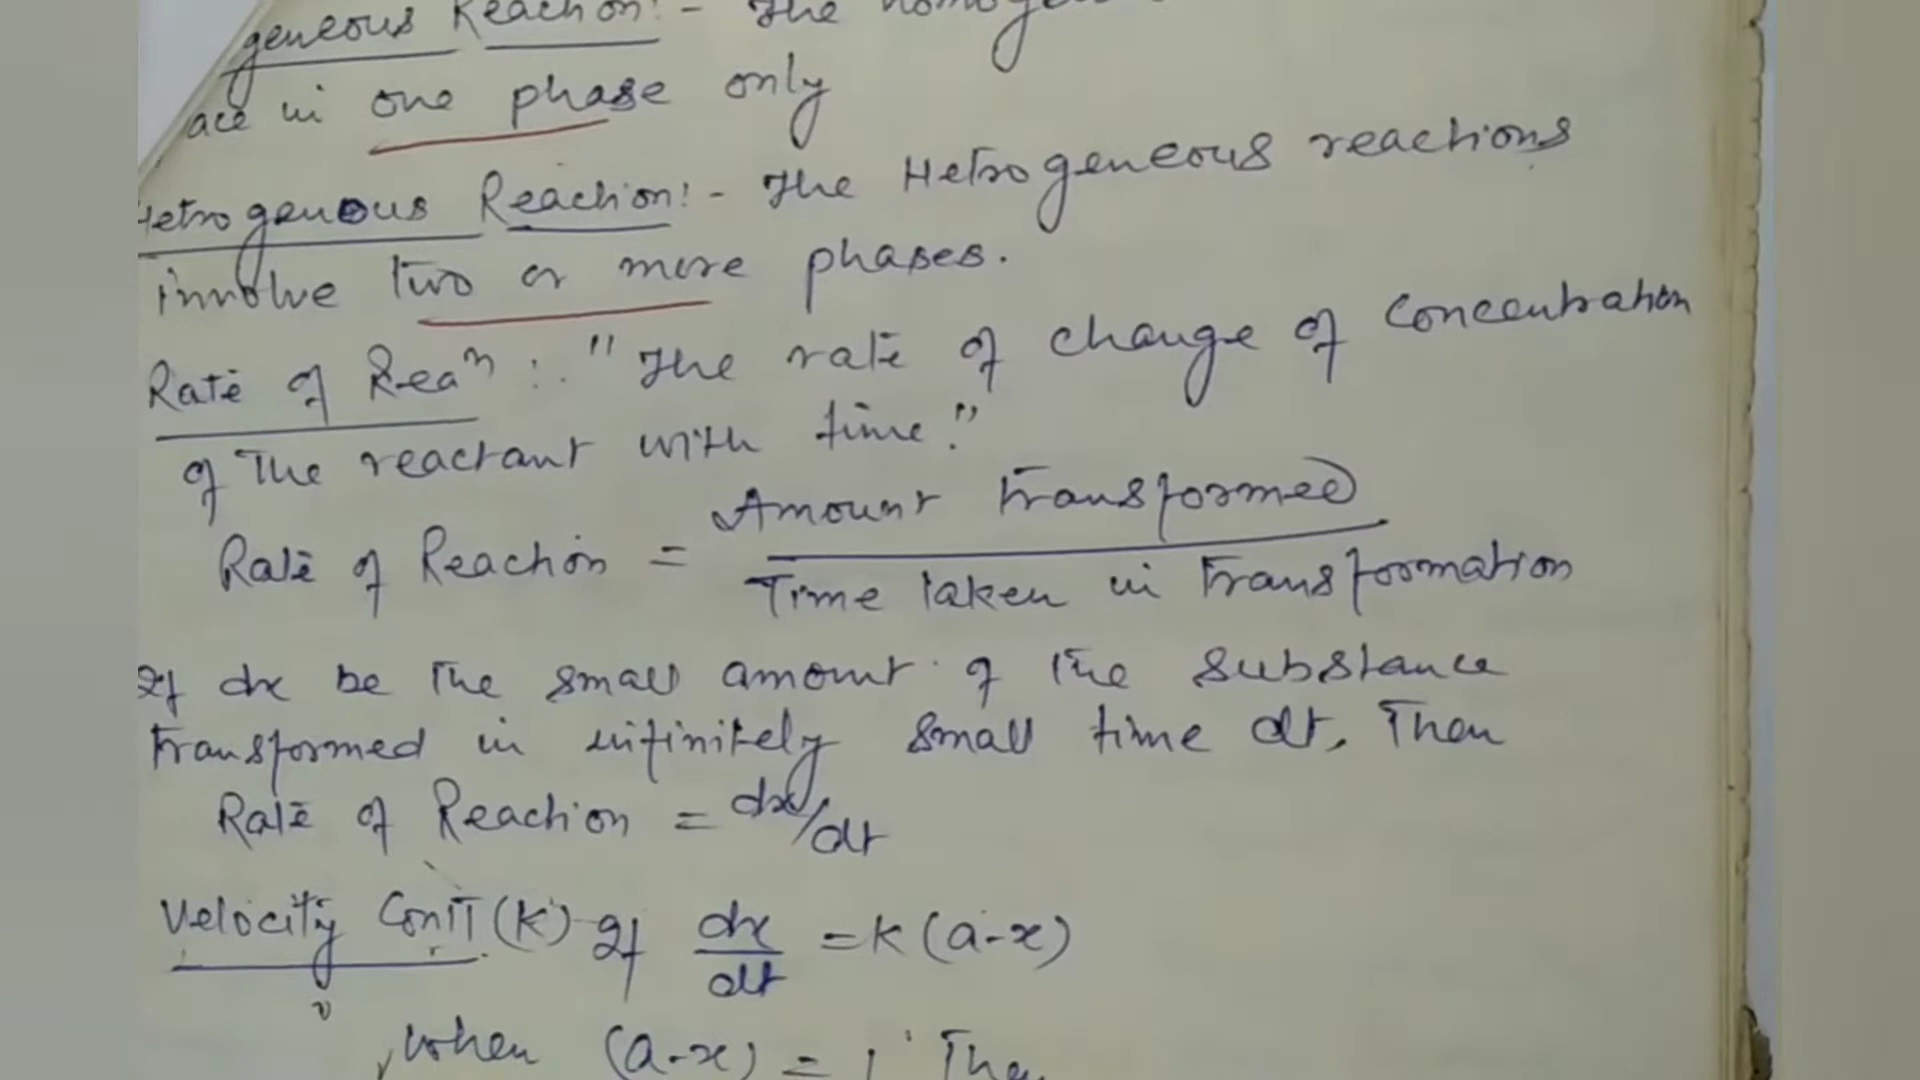 geneous Reaction:- The homogen
ace in one phase only
Hetrogenous Reaction:- The Hetrogeneous reactions
involve two or more phases.
Rate of Reaⁿ :- "The rate of change of concentration
of the reactant with time."
Rate of Reaction = Amount transformed
Time taken in transformation
If dx be the small amount of the substance
transformed in infinitely small time dt, Then
Rate of Reaction = dx/dt
Velocity Constt (K) If dx/dt = K(a-x)
When (a-x) = 1 The